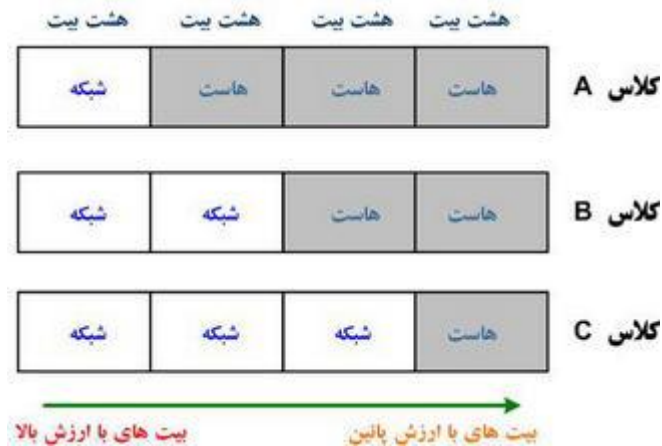 هشت بیت هشت بیت هشت بیت هشت بیت
کلاس A هاست هاست هاست شبکه
کلاس B هاست هاست شبکه شبکه
کلاس C هاست شبکه شبکه شبکه
بیت های با ارزش پائین بیت های با ارزش بالا